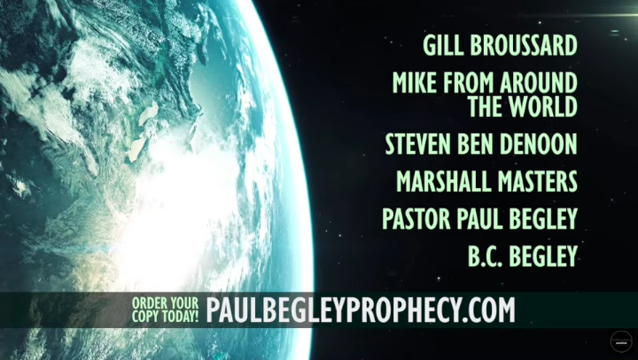 GILL BROUSSARD
MIKE FROM AROUND
THE WORLD
STEVEN BEN DENOON
MARSHALL MASTERS
PASTOR PAUL BEGLEY
B.C. BEGLEY
ORDER YOUR
COPY TODAY!
PAULBEGLEYPROPHECY.COM